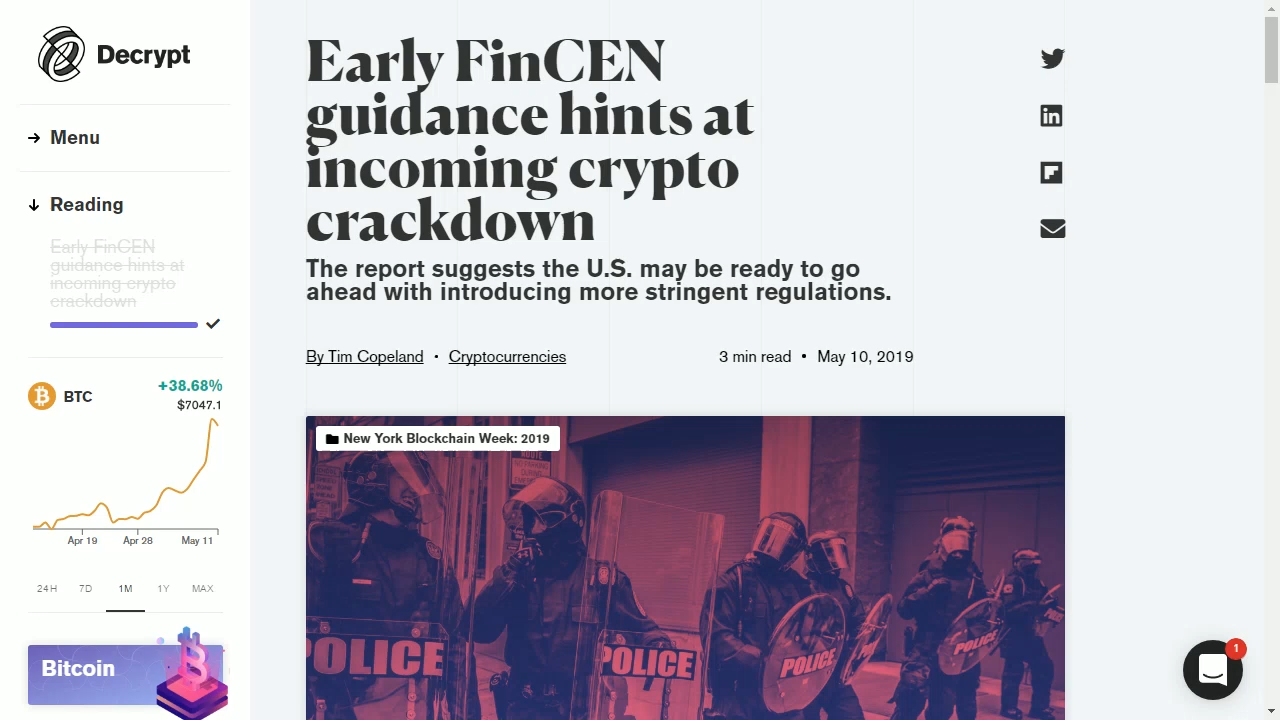 Decrypt
Menu
Reading
Early FinCEN
guidance hints at
incoming crypto
crackdown
BTC
+38.68%
$7047.1
Apr 19
Apr 28
May 11
24H
7D
1M
1Y
MAX
Bitcoin
Early FinCEN
guidance hints at
incoming crypto
crackdown
The report suggests the U.S. may be ready to go
ahead with introducing more stringent regulations.
By Tim Copeland • Cryptocurrencies
3 min read • May 10, 2019
New York Blockchain Week: 2019
ROUTE
POLICE
POLICE
POLICE
POLICE
1